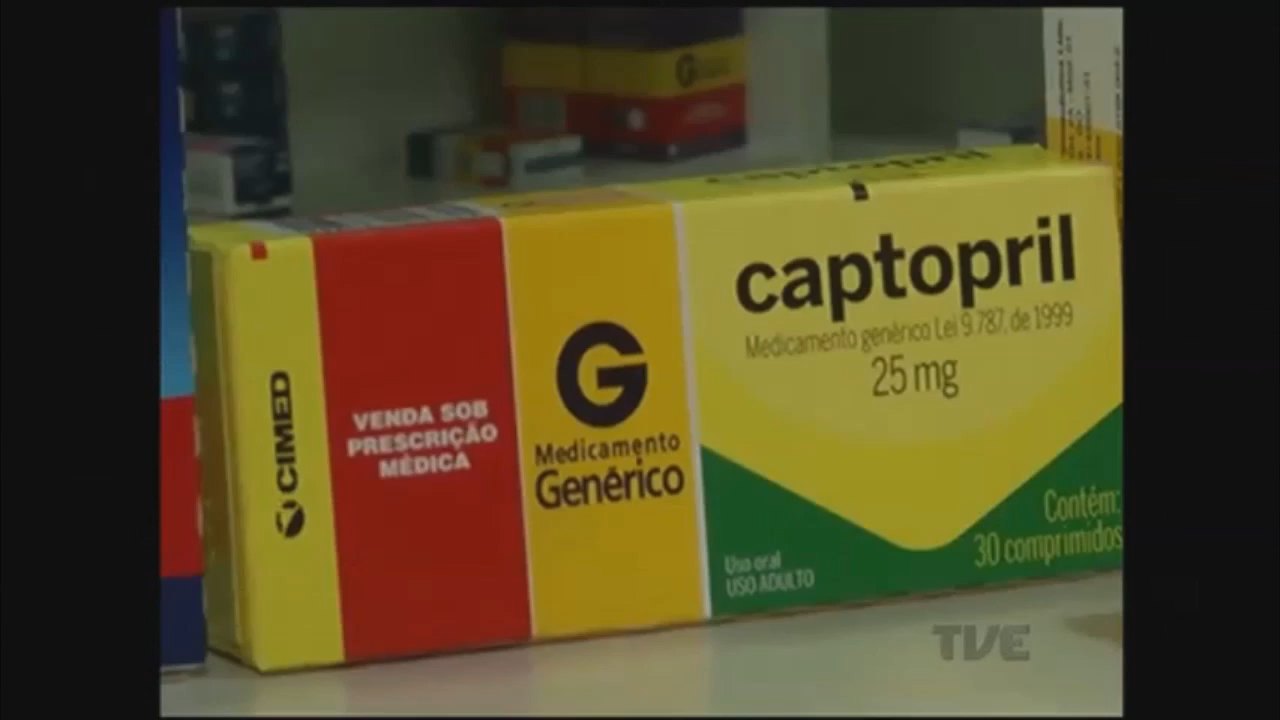 captopril
Medicamento genérico Lei 9.787, de 1999
25 mg
CIMED
VENDA SOB
PRESCRIÇÃO
MÉDICA
G
Medicamento
Genérico
Contém:
30 comprimidos
Uso oral
USO ADULTO
TVE